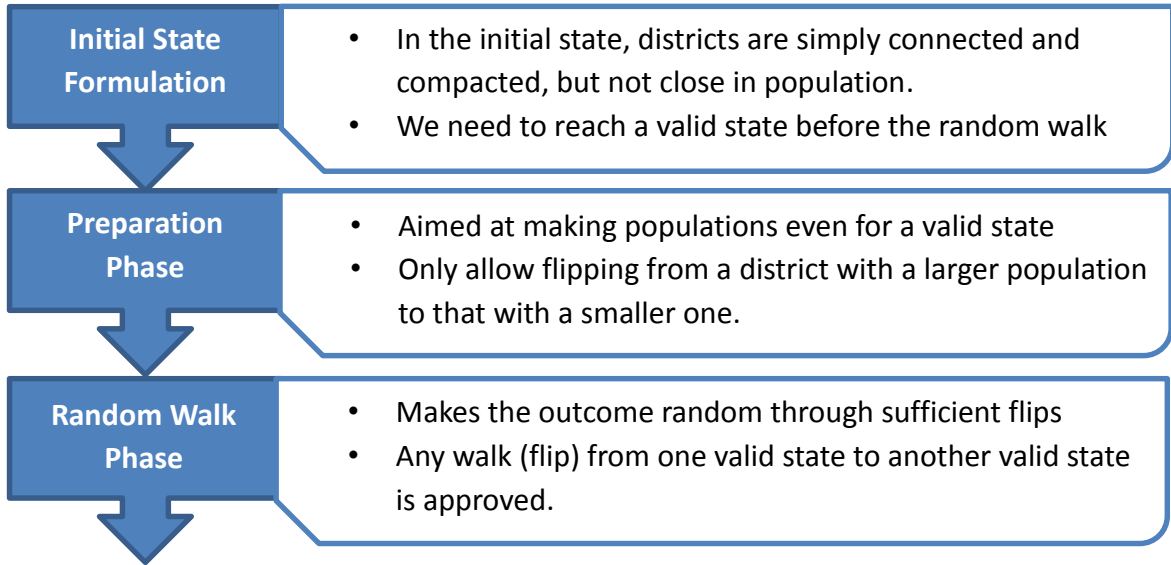 Initial State
Formulation
• In the initial state, districts are simply connected and
compacted, but not close in population.
• We need to reach a valid state before the random walk
Preparation
Phase
• Aimed at making populations even for a valid state
• Only allow flipping from a district with a larger population
to that with a smaller one.
Random Walk
Phase
• Makes the outcome random through sufficient flips
• Any walk (flip) from one valid state to another valid state
is approved.